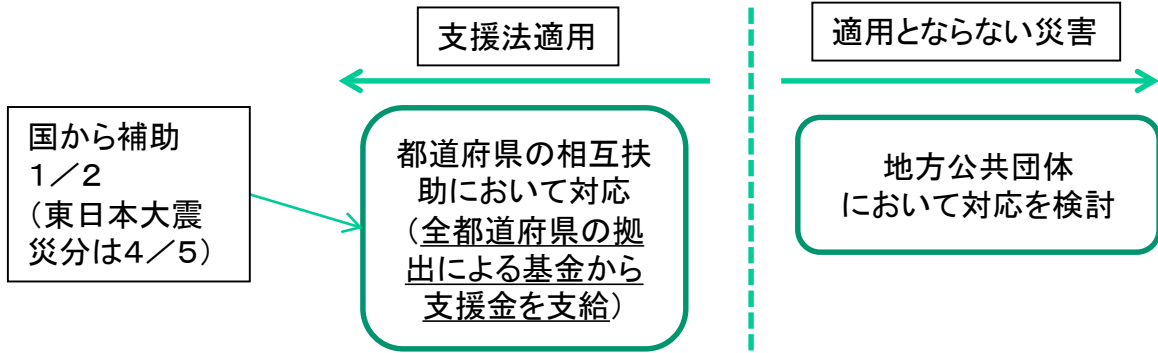 支援法適用
適用とならない災害
国から補助
1/2
(東日本大震
災分は4/5)
都道府県の相互扶
助において対応
(全都道府県の拠
出による基金から
支援金を支給)
地方公共団体
において対応を検討